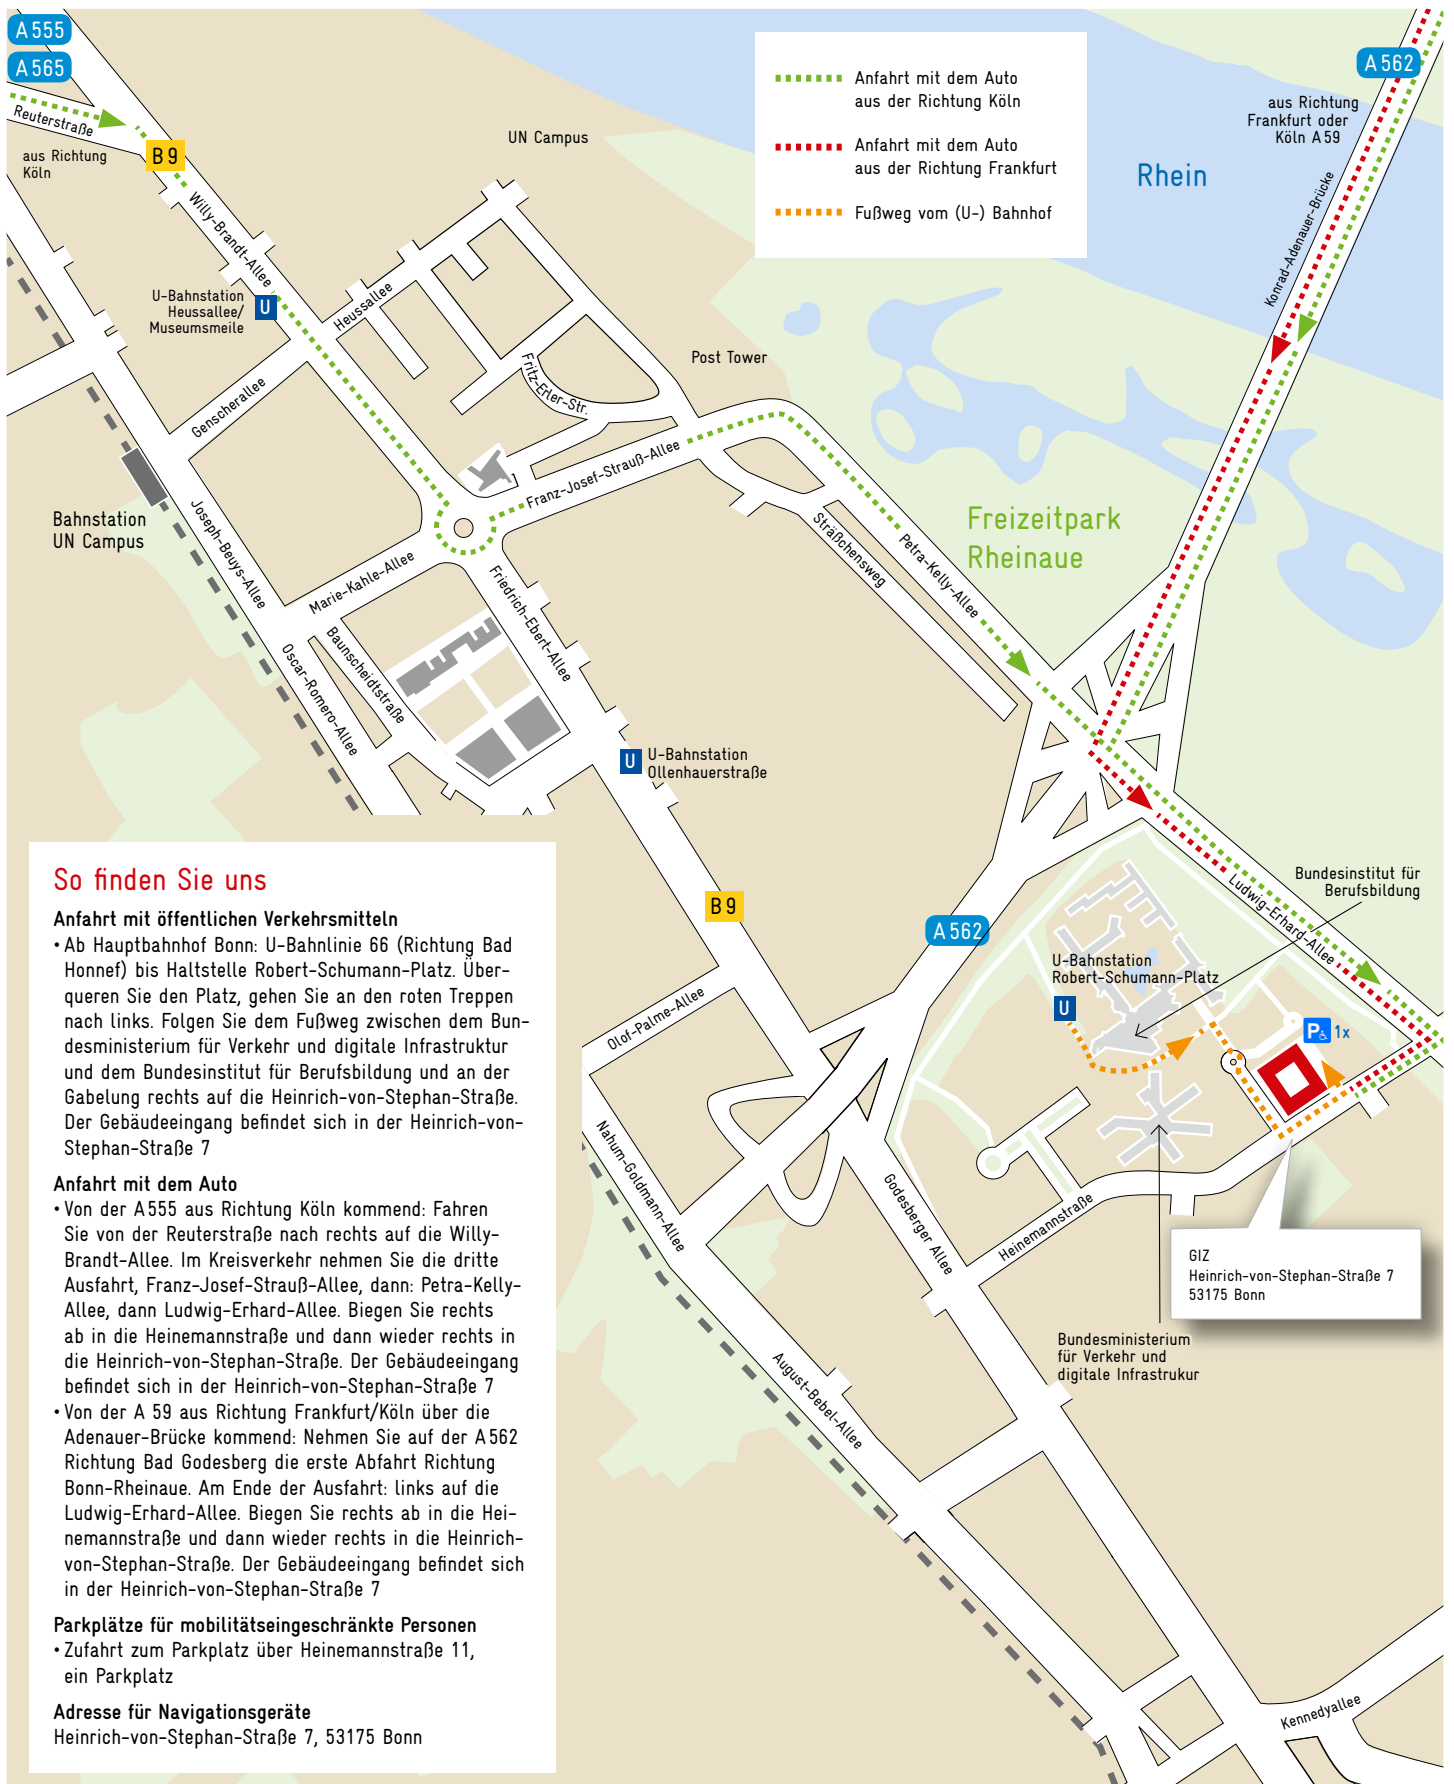 A 555
A 565
Reuterstraße
aus Richtung
Köln
B 9
Willy-Brandt-Allee
UN Campus
Anfahrt mit dem Auto
aus der Richtung Köln
Anfahrt mit dem Auto
aus der Richtung Frankfurt
Fußweg vom (U-) Bahnhof
A 562
aus Richtung
Frankfurt oder
Köln A 59
Rhein
Konrad-Adenauer-Brücke
U-Bahnstation
Heussallee/
Museumsmeile
U
Heussallee
Genscherallee
Fritz-Erler-Str.
Post Tower
Franz-Josef-Strauß-Allee
Bahnstation
UN Campus
Joseph-Beuys-Allee
Marie-Kahle-Allee
Sträßchensweg
Petra-Kelly-Allee
Freizeitpark
Rheinaue
Friedrich-Ebert-Allee
Baunscheidtstraße
Oscar-Romero-Allee
U
U-Bahnstation
Ollenhauerstraße
B 9
A 562
Bundesinstitut für
Berufsbildung
Ludwig-Erhard-Allee
U-Bahnstation
Robert-Schumann-Platz
U
P
1x
Olof-Palme-Allee
Nahum-Goldmann-Allee
Godesberger Allee
Heinemannstraße
GIZ
Heinrich-von-Stephan-Straße 7
53175 Bonn
Bundesministerium
für Verkehr und
digitale Infrastrukur
August-Bebel-Allee
Kennedyallee
So finden Sie uns
Anfahrt mit öffentlichen Verkehrsmitteln
• Ab Hauptbahnhof Bonn: U-Bahnlinie 66 (Richtung Bad
Honnef) bis Haltstelle Robert-Schumann-Platz. Über-
queren Sie den Platz, gehen Sie an den roten Treppen
nach links. Folgen Sie dem Fußweg zwischen dem Bun-
desministerium für Verkehr und digitale Infrastruktur
und dem Bundesinstitut für Berufsbildung und an der
Gabelung rechts auf die Heinrich-von-Stephan-Straße.
Der Gebäudeeingang befindet sich in der Heinrich-von-
Stephan-Straße 7
Anfahrt mit dem Auto
• Von der A 555 aus Richtung Köln kommend: Fahren
Sie von der Reuterstraße nach rechts auf die Willy-
Brandt-Allee. Im Kreisverkehr nehmen Sie die dritte
Ausfahrt, Franz-Josef-Strauß-Allee, dann: Petra-Kelly-
Allee, dann Ludwig-Erhard-Allee. Biegen Sie rechts
ab in die Heinemannstraße und dann wieder rechts in
die Heinrich-von-Stephan-Straße. Der Gebäudeeingang
befindet sich in der Heinrich-von-Stephan-Straße 7
• Von der A 59 aus Richtung Frankfurt/Köln über die
Adenauer-Brücke kommend: Nehmen Sie auf der A 562
Richtung Bad Godesberg die erste Abfahrt Richtung
Bonn-Rheinaue. Am Ende der Ausfahrt: links auf die
Ludwig-Erhard-Allee. Biegen Sie rechts ab in die Hei-
nemannstraße und dann wieder rechts in die Heinrich-
von-Stephan-Straße. Der Gebäudeeingang befindet sich
in der Heinrich-von-Stephan-Straße 7
Parkplätze für mobilitätseingeschränkte Personen
• Zufahrt zum Parkplatz über Heinemannstraße 11,
ein Parkplatz
Adresse für Navigationsgeräte
Heinrich-von-Stephan-Straße 7, 53175 Bonn